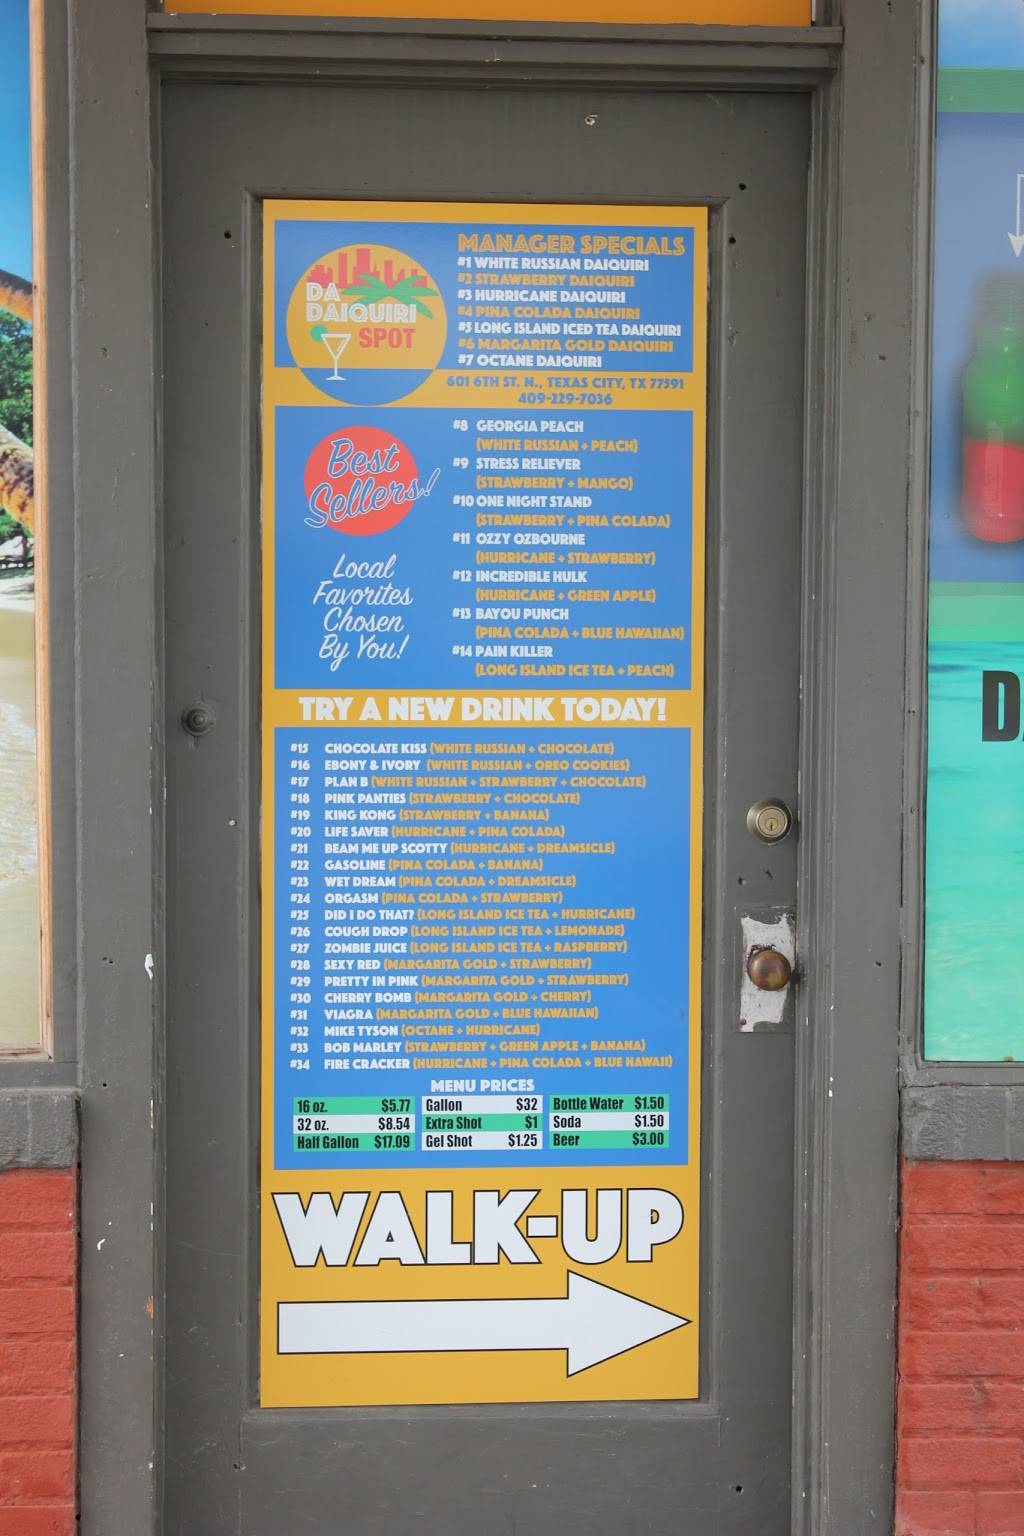 DA
DAIQUIRI
SPOT
MANAGER SPECIALS
#1 WHITE RUSSIAN DAIQUIRI
#2 STRAWBERRY DAIQUIRI
#3 HURRICANE DAIQUIRI
#4 PINA COLADA DAIQUIRI
#5 LONG ISLAND ICED TEA DAIQUIRI
#6 MARGARITA GOLD DAIQUIRI
#7 OCTANE DAIQUIRI
601 6TH ST. N., TEXAS CITY, TX 77591
409-229-7036
Best
Sellers!
Local
Favorites
Chosen
By You!
#8 GEORGIA PEACH
(WHITE RUSSIAN + PEACH)
#9 STRESS RELIEVER
(STRAWBERRY + MANGO)
#10 ONE NIGHT STAND
(STRAWBERRY + PINA COLADA)
#11 OZZY OZBOURNE
(HURRICANE + STRAWBERRY)
#12 INCREDIBLE HULK
(HURRICANE + GREEN APPLE)
#13 BAYOU PUNCH
(PINA COLADA + BLUE HAWAIIAN)
#14 PAIN KILLER
(LONG ISLAND ICE TEA + PEACH)
TRY A NEW DRINK TODAY!
#15 CHOCOLATE KISS (WHITE RUSSIAN + CHOCOLATE)
#16 EBONY & IVORY (WHITE RUSSIAN + OREO COOKIES)
#17 PLAN B (WHITE RUSSIAN + STRAWBERRY + CHOCOLATE)
#18 PINK PANTIES (STRAWBERRY + CHOCOLATE)
#19 KING KONG (STRAWBERRY + BANANA)
#20 LIFE SAVER (HURRICANE + PINA COLADA)
#21 BEAM ME UP SCOTTY (HURRICANE + DREAMSICLE)
#22 GASOLINE (PINA COLADA + BANANA)
#23 WET DREAM (PINA COLADA + DREAMSICLE)
#24 ORGASM (PINA COLADA + STRAWBERRY)
#25 DID I DO THAT? (LONG ISLAND ICE TEA + HURRICANE)
#26 COUGH DROP (LONG ISLAND ICE TEA + LEMONADE)
#27 ZOMBIE JUICE (LONG ISLAND ICE TEA + RASPBERRY)
#28 SEXY RED (MARGARITA GOLD + STRAWBERRY)
#29 PRETTY IN PINK (MARGARITA GOLD + STRAWBERRY)
#30 CHERRY BOMB (MARGARITA GOLD + CHERRY)
#31 VIAGRA (MARGARITA GOLD + BLUE HAWAIIAN)
#32 MIKE TYSON (OCTANE + HURRICANE)
#33 BOB MARLEY (STRAWBERRY + GREEN APPLE + BANANA)
#34 FIRE CRACKER (HURRICANE + PINA COLADA + BLUE HAWAII)
MENU PRICES
16 oz. $5.77
32 oz. $8.54
Half Gallon $17.09
Gallon $32
Extra Shot $1
Gel Shot $1.25
Bottle Water $1.50
Soda $1.50
Beer $3.00
WALK-UP